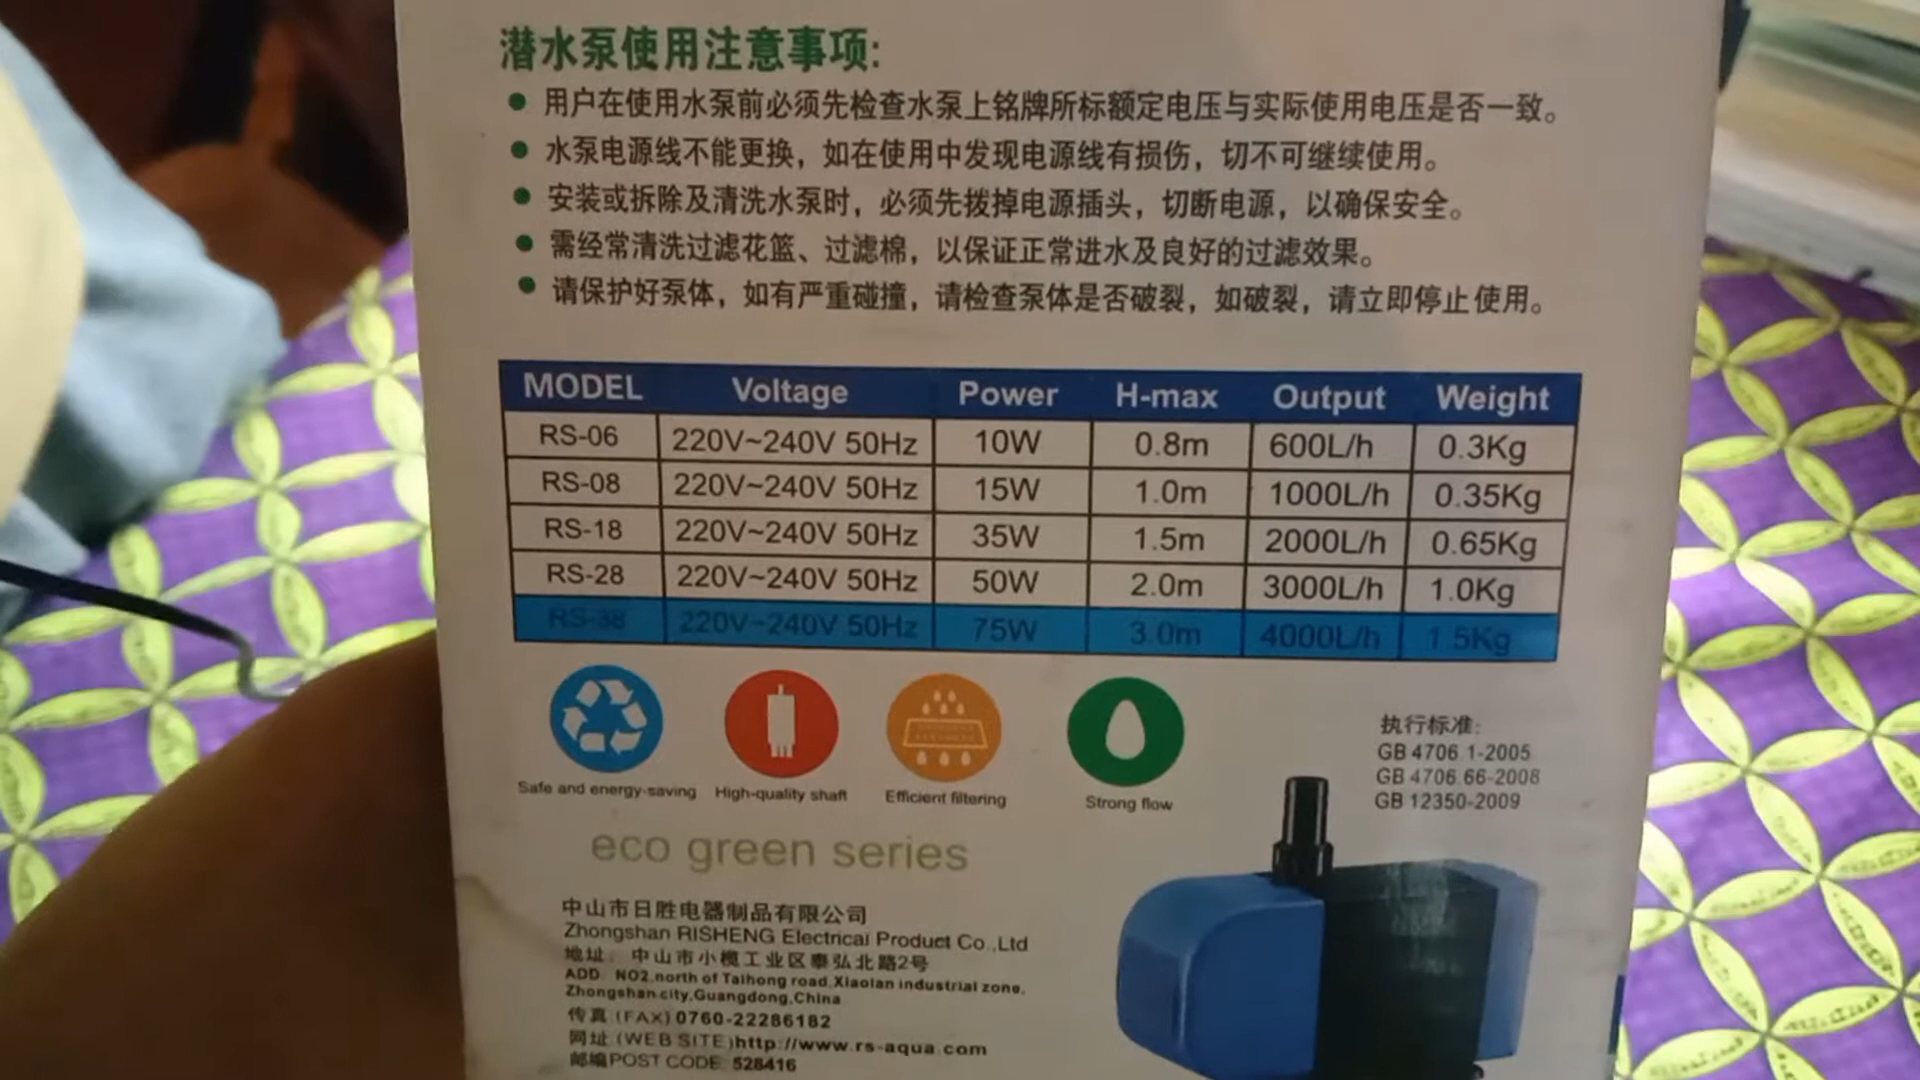 潜水泵使用注意事项:
● 用户在使用水泵前必须先检查水泵上铭牌所标额定电压与实际使用电压是否一致。
● 水泵电源线不能更换，如在使用中发现电源线有损伤，切不可继续使用。
● 安装或拆除及清洗水泵时，必须先拨掉电源插头，切断电源，以确保安全。
● 需经常清洗过滤花篮、过滤棉，以保证正常进水及良好的过滤效果。
● 请保护好泵体，如有严重碰撞，请检查泵体是否破裂，如破裂，请立即停止使用。
MODEL Voltage Power H-max Output Weight
RS-06 220V~240V 50Hz 10W 0.8m 600L/h 0.3Kg
RS-08 220V~240V 50Hz 15W 1.0m 1000L/h 0.35Kg
RS-18 220V~240V 50Hz 35W 1.5m 2000L/h 0.65Kg
RS-28 220V~240V 50Hz 50W 2.0m 3000L/h 1.0Kg
RS-38 220V~240V 50Hz 75W 3.0m 4000L/h 1.5Kg
Safe and energy-saving High-quality shaft Efficient filtering Strong flow
执行标准:
GB 4706.1-2005
GB 4706.66-2008
GB 12350-2009
eco green series
中山市日胜电器制品有限公司
Zhongshan RISHENG Electrical Product Co.,Ltd
地址: 中山市小榄工业区泰弘北路2号
ADD: NO2,north of Taihong road,Xiaolan industrial zone,
Zhongshan city,Guangdong,China
传真 (FAX) 0760-22286182
网址 (WEB SITE) http://www.rs-aqua.com
邮编 POST CODE: 528416